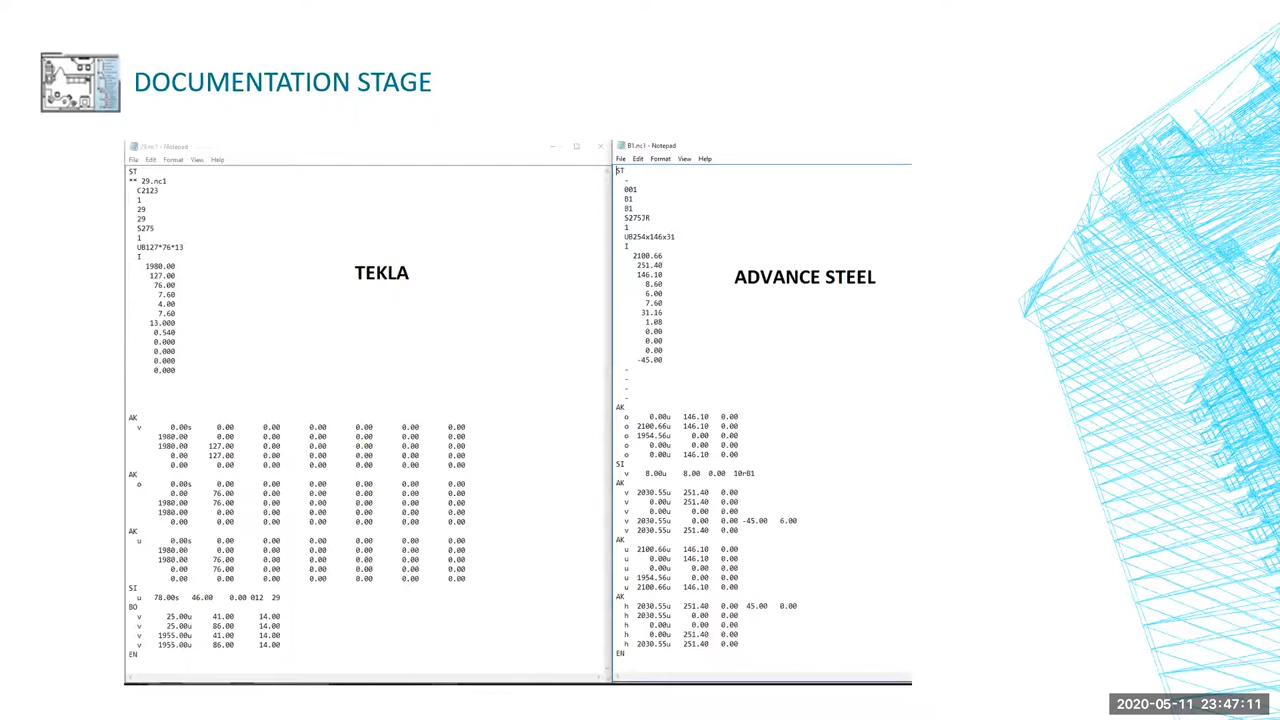 DOCUMENTATION STAGE
29.nc1 - Notepad
File Edit Format View Help
ST
** 29.nc1
C2123
1
29
29
S275
1
UB127*76*13
I
1980.00
127.00
76.00
7.60
4.00
7.60
13.000
0.540
0.000
0.000
0.000
0.000
TEKLA
AK
v 0.00s 0.00 0.00 0.00 0.00 0.00 0.00
1980.00 0.00 0.00 0.00 0.00 0.00 0.00
1980.00 127.00 0.00 0.00 0.00 0.00 0.00
0.00 127.00 0.00 0.00 0.00 0.00 0.00
0.00 0.00 0.00 0.00 0.00 0.00 0.00
AK
o 0.00s 0.00 0.00 0.00 0.00 0.00 0.00
0.00 76.00 0.00 0.00 0.00 0.00 0.00
1980.00 76.00 0.00 0.00 0.00 0.00 0.00
1980.00 0.00 0.00 0.00 0.00 0.00 0.00
0.00 0.00 0.00 0.00 0.00 0.00 0.00
AK
u 0.00s 0.00 0.00 0.00 0.00 0.00 0.00
1980.00 0.00 0.00 0.00 0.00 0.00 0.00
1980.00 76.00 0.00 0.00 0.00 0.00 0.00
0.00 76.00 0.00 0.00 0.00 0.00 0.00
0.00 0.00 0.00 0.00 0.00 0.00 0.00
SI
u 78.00s 46.00 0.00 012 29
BO
v 25.00u 41.00 14.00
v 25.00u 86.00 14.00
v 1955.00u 41.00 14.00
v 1955.00u 86.00 14.00
EN
B1.nc1 - Notepad
File Edit Format View Help
ST
-
001
B1
B1
S275JR
1
UB254x146x31
I
2100.66
251.40
146.10
8.60
6.00
7.60
31.16
1.08
0.00
0.00
0.00
-45.00
-
-
-
-
ADVANCE STEEL
AK
o 0.00u 146.10 0.00
o 2100.66u 146.10 0.00
o 1954.56u 0.00 0.00
o 0.00u 0.00 0.00
o 0.00u 146.10 0.00
SI
v 8.00u 8.00 0.00 10rB1
AK
v 2030.55u 251.40 0.00
v 0.00u 251.40 0.00
v 0.00u 0.00 0.00
v 2030.55u 0.00 0.00 -45.00 6.00
v 2030.55u 251.40 0.00
AK
u 2100.66u 146.10 0.00
u 0.00u 146.10 0.00
u 0.00u 0.00 0.00
u 1954.56u 0.00 0.00
u 2100.66u 146.10 0.00
AK
h 2030.55u 251.40 0.00 45.00 0.00
h 2030.55u 0.00 0.00
h 0.00u 0.00 0.00
h 0.00u 251.40 0.00
h 2030.55u 251.40 0.00
EN
2020-05-11 23:47:11